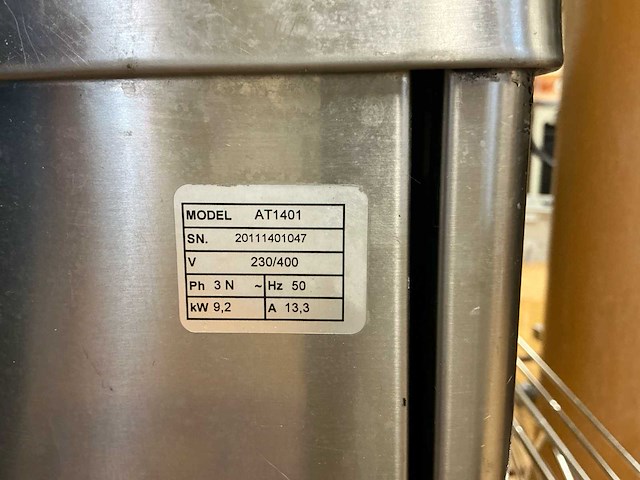 MODEL AT1401
SN. 20111401047
V 230/400
Ph 3 N ~ Hz 50
kW 9,2 A 13,3